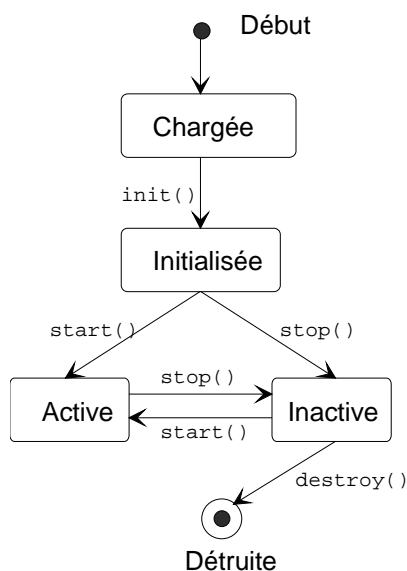 Début
Chargée
init()
Initialisée
start()
stop()
stop()
Active
Inactive
start()
destroy()
Détruite